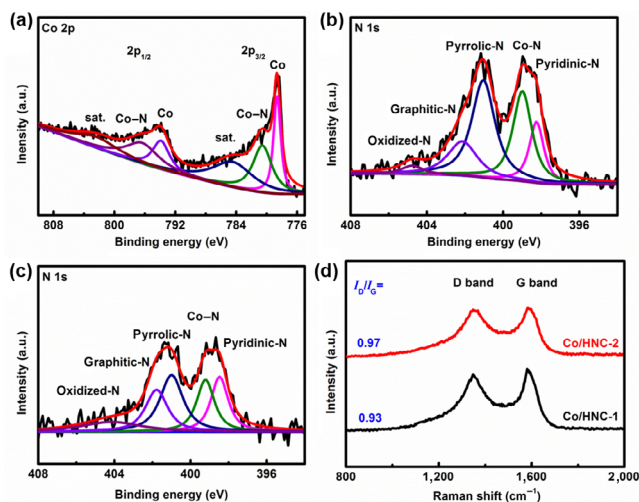 (a)
Co 2p
2p1/2
2p3/2
Co
sat.
Co–N
Co
sat.
Co–N
Inensity (a.u.)
808 800 792 784 776
Binding energy (eV)
(b)
N 1s
Pyrrolic-N
Co-N
Pyridinic-N
Graphitic-N
Oxidized-N
Intensity (a.u.)
408 404 400 396
Binding energy (eV)
(c)
N 1s
Co–N
Pyrrolic-N
Pyridinic-N
Graphitic-N
Oxidized-N
Intensity (a.u.)
408 404 400 396
Binding energy (eV)
(d)
ID/IG=
D band
G band
0.97
Co/HNC-2
0.93
Co/HNC-1
Intensity (a.u.)
800 1,200 1,600 2,000
Raman shift (cm−1)